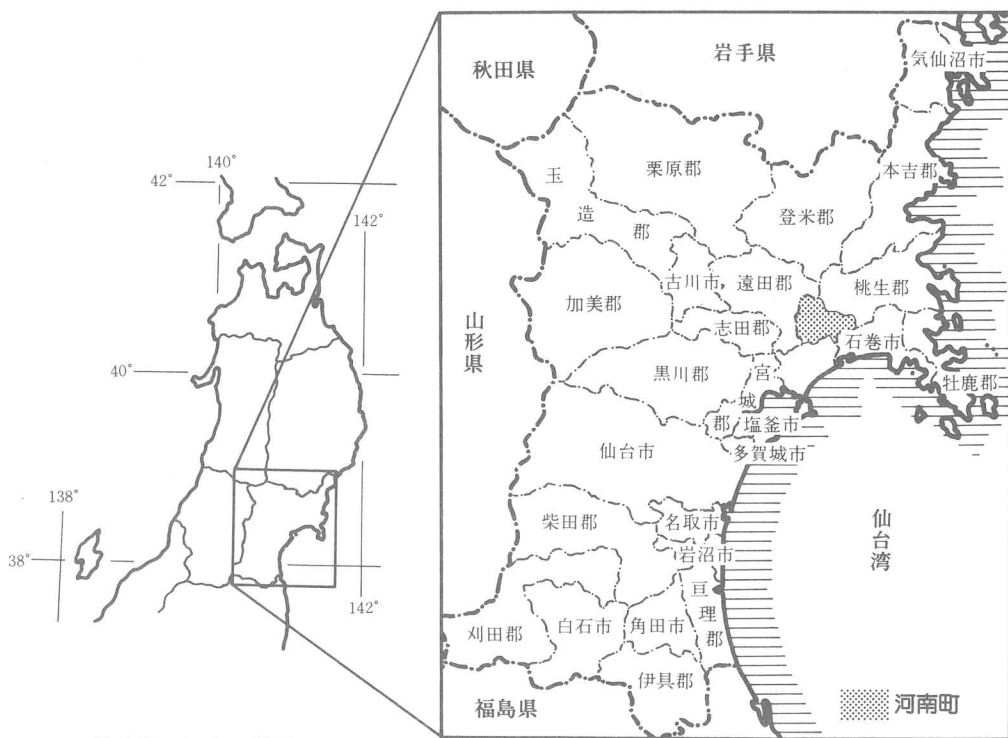 140°
42°
142°
40°
138°
38°
142°
秋田県
岩手県
気仙沼市
玉造郡
栗原郡
本吉郡
登米郡
古川市
遠田郡
桃生郡
加美郡
志田郡
石巻市
山形県
黒川郡
宮城郡
牡鹿郡
塩釜市
多賀城市
仙台市
柴田郡
名取市
岩沼市
仙台湾
亘理郡
刈田郡
白石市
角田市
伊具郡
福島県
河南町